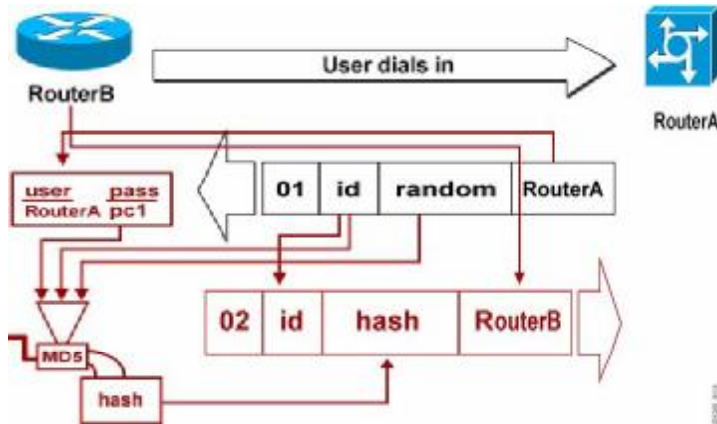 User dials in
RouterB
RouterA
user pass
RouterA pc1
01 id random RouterA
02 id hash RouterB
MD5
hash